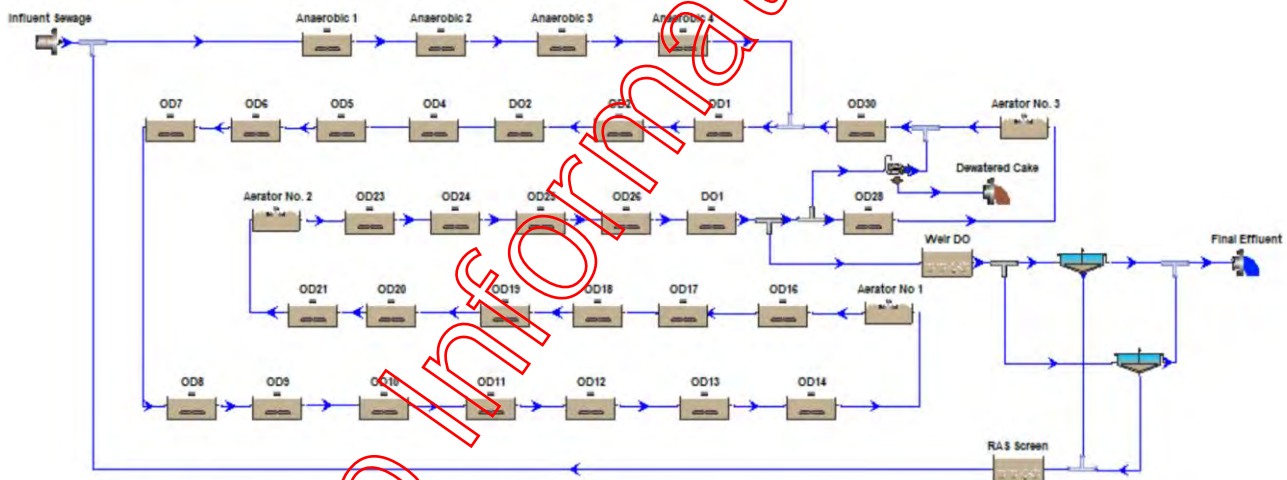 Influent Sewage
Anaerobic 1
Anaerobic 2
Anaerobic 3
Anaerobic 4
OD7
OD6
OD5
OD4
DO2
OD2
OD1
OD30
Aerator No. 3
Dewatered Cake
Aerator No. 2
OD23
OD24
OD25
OD26
DO1
OD28
Weir DO
Final Effluent
OD21
OD20
OD19
OD18
OD17
OD16
Aerator No 1
OD8
OD9
OD10
OD11
OD12
OD13
OD14
RAS Screen